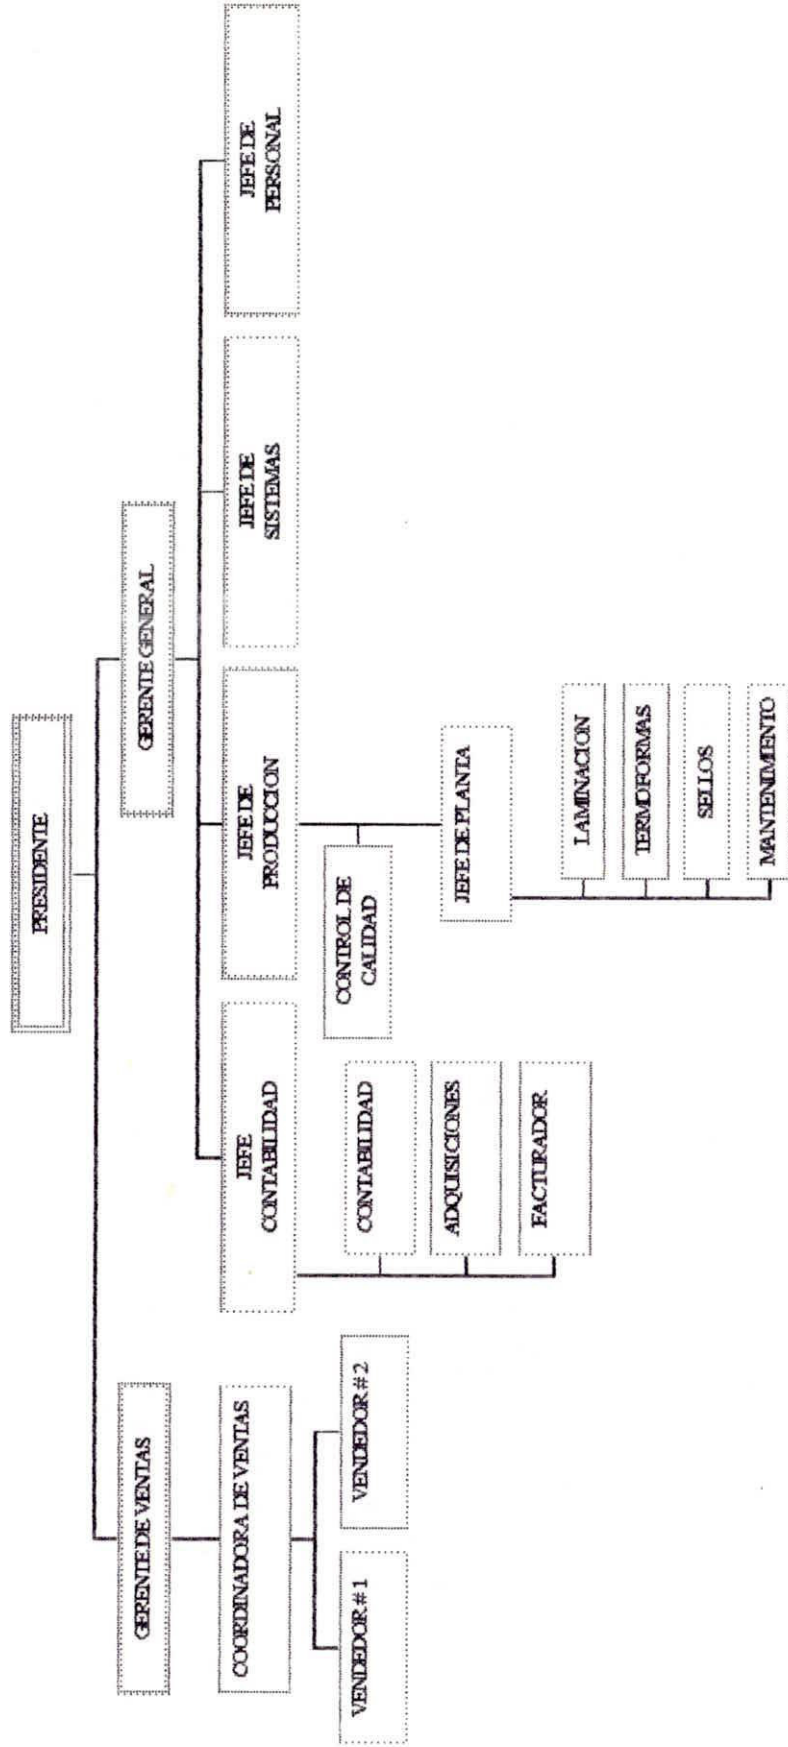 PRESIDENTE
GERENTE DE VENTAS
GERENTE GENERAL
COORDINADORA DE VENTAS
JEFE
CONTABILIDAD
JEFE DE
PRODUCCION
JEFE DE
SISTEMAS
JEFE DE
PERSONAL
VENDEDOR # 1
VENDEDOR # 2
CONTABILIDAD
ADQUISICIONES
FACTURADOR
CONTROL DE
CALIDAD
JEFE DE PLANTA
LAMINACION
TERMOFORMAS
SELLOS
MANTENIMIENTO